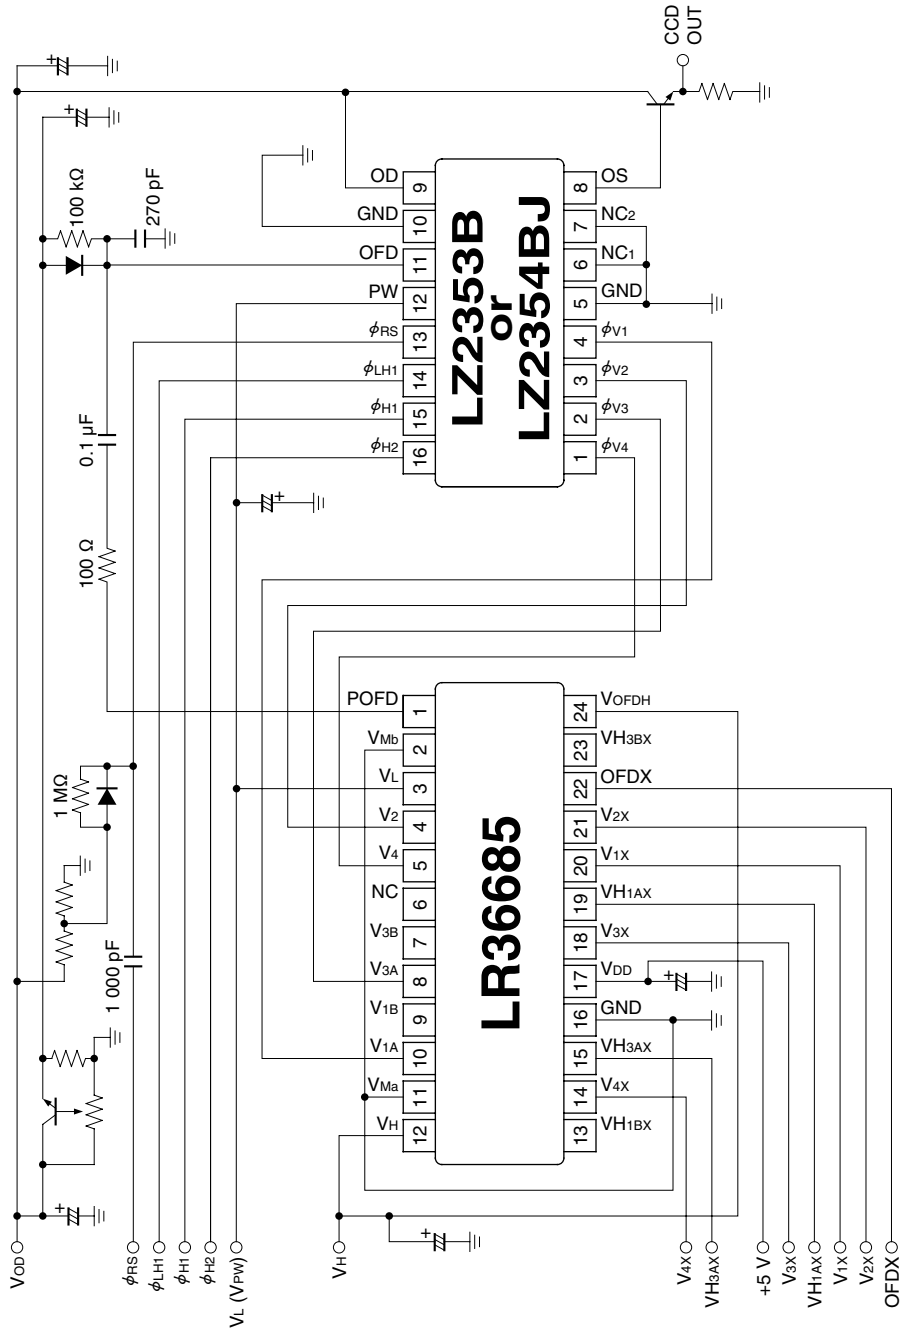 VOD
ϕRS
ϕLH1
ϕH1
ϕH2
VL (VPW)
VH
V4X
VH3AX
+5 V
V3X
VH1AX
V1X
V2X
OFDX
1 000 pF
1 MΩ
100 Ω
0.1 µF
100 kΩ
270 pF
LR36685
VH
VMa
V1A
V1B
V3A
V3B
NC
V4
V2
VL
VMb
POFD
12
11
10
9
8
7
6
5
4
3
2
1
13
14
15
16
17
18
19
20
21
22
23
24
VH1BX
V4X
VH3AX
GND
VDD
V3X
VH1AX
V1X
V2X
OFDX
VH3BX
VOFDH
LZ2353B
or
LZ2354BJ
ϕH2
ϕH1
ϕLH1
ϕRS
PW
OFD
GND
OD
16
15
14
13
12
11
10
9
1
2
3
4
5
6
7
8
ϕV4
ϕV3
ϕV2
ϕV1
GND
NC1
NC2
OS
CCD
OUT
+
+
+
+
+
+